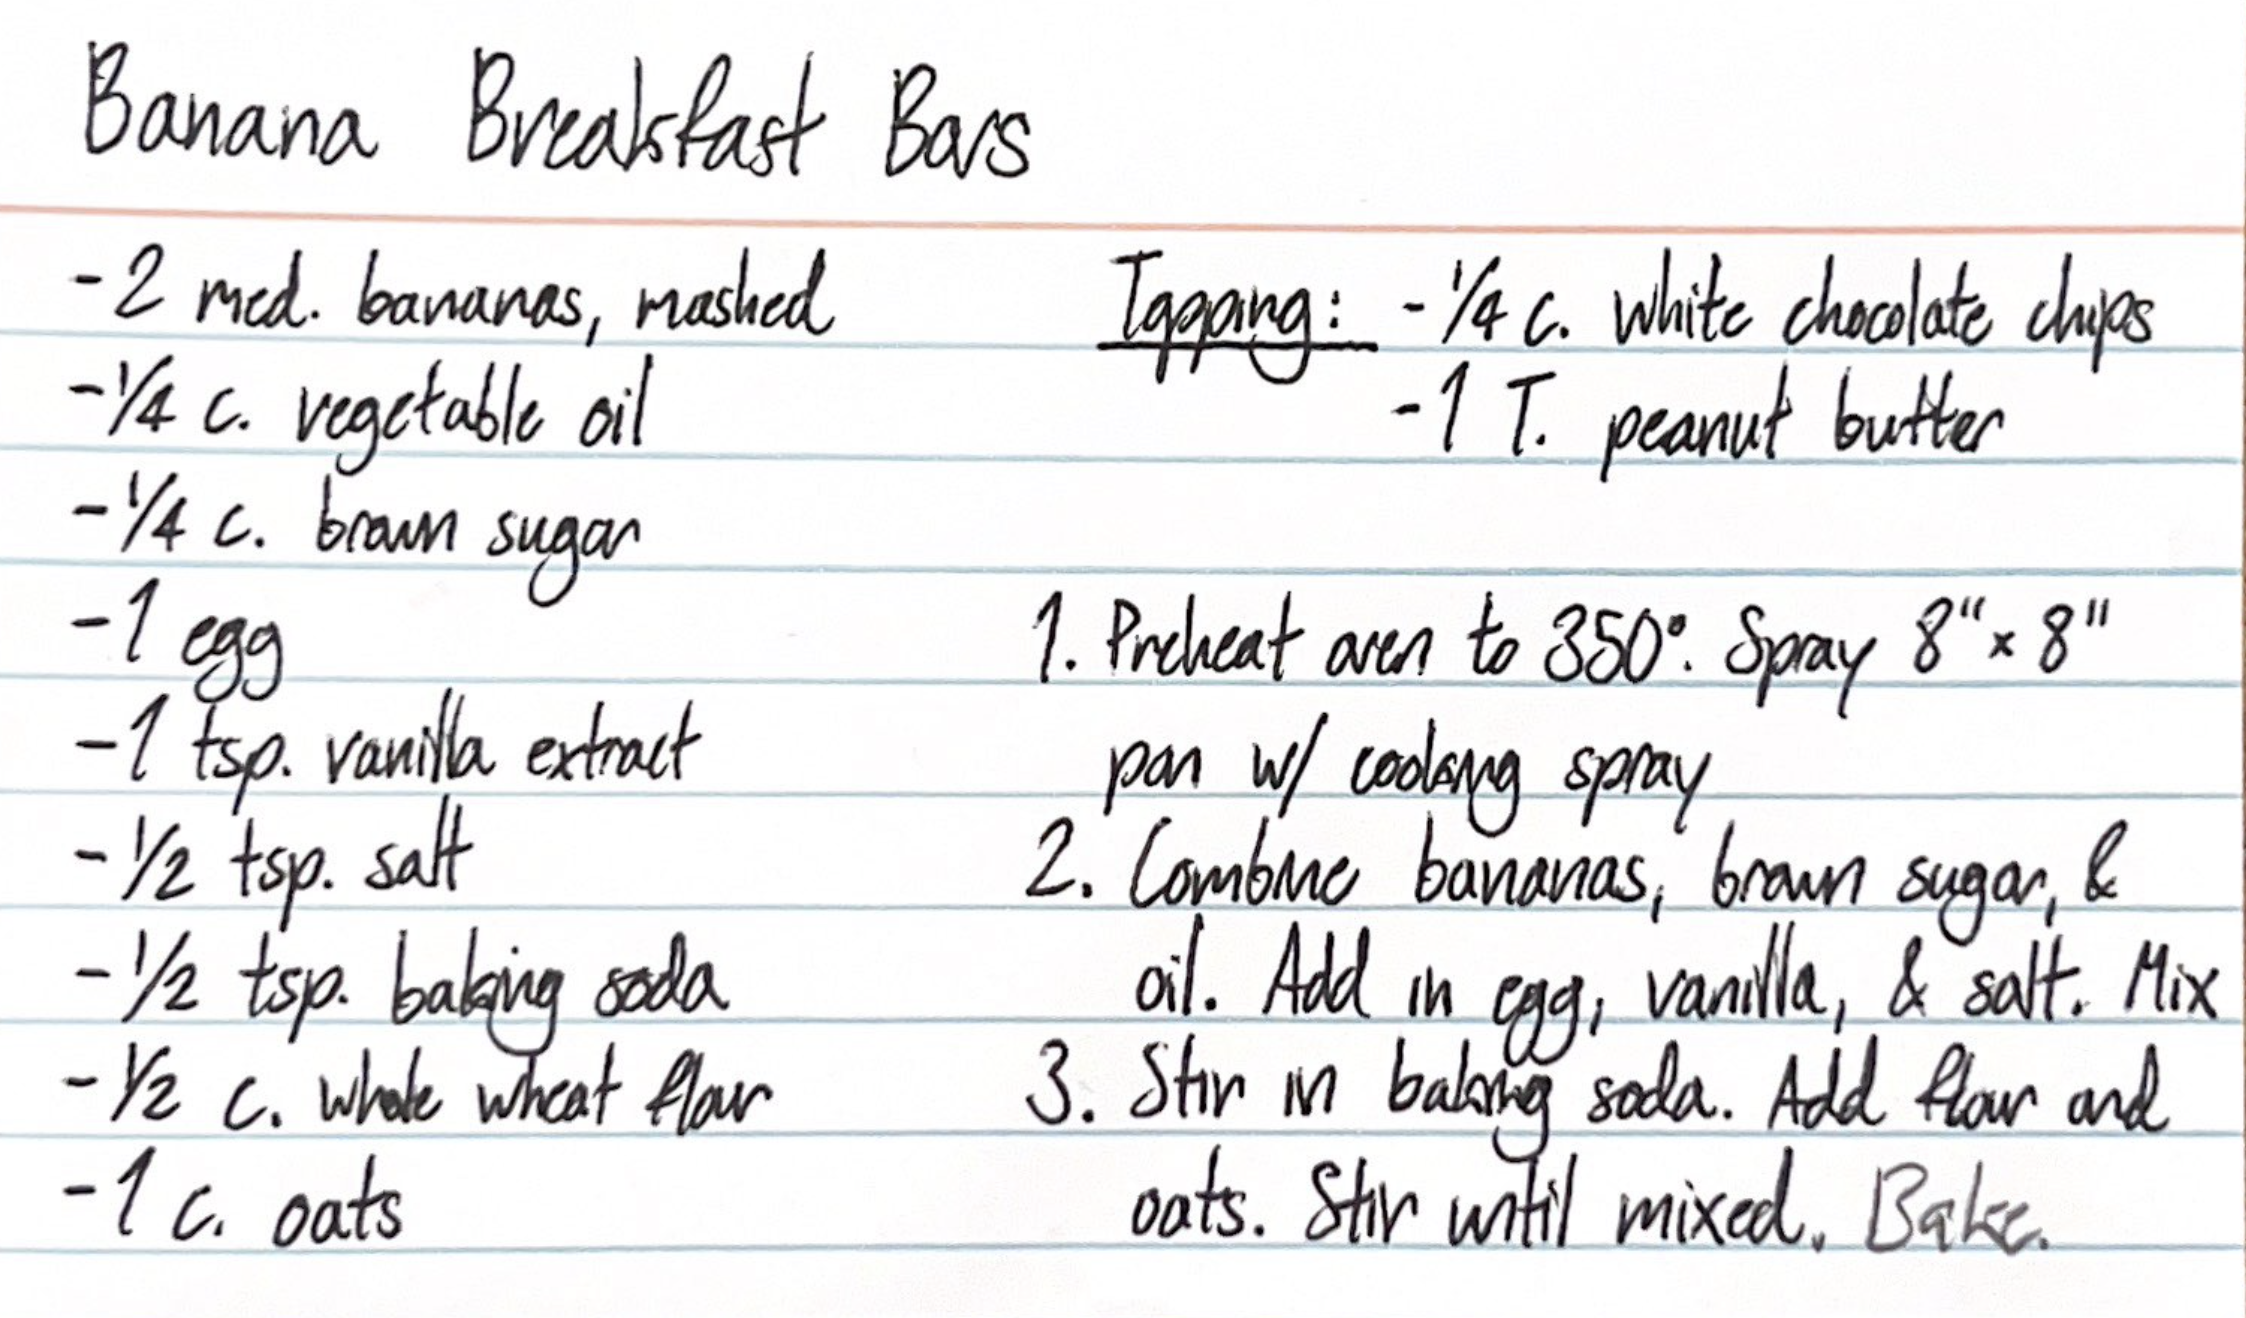 Banana Breakfast Bars
-2 med. bananas, mashed
-1/4 c. vegetable oil
-1/4 c. brown sugar
-1 egg
-1 tsp. vanilla extract
-1/2 tsp. salt
-1/2 tsp. baking soda
-1/2 c. whole wheat flour
-1 c. oats
Topping: -1/4 c. white chocolate chips
-1 T. peanut butter
1. Preheat oven to 350°. Spray 8" x 8"
pan w/ cooking spray
2. Combine bananas, brown sugar, &
oil. Add in egg, vanilla, & salt. Mix
3. Stir in baking soda. Add flour and
oats. Stir until mixed. Bake.